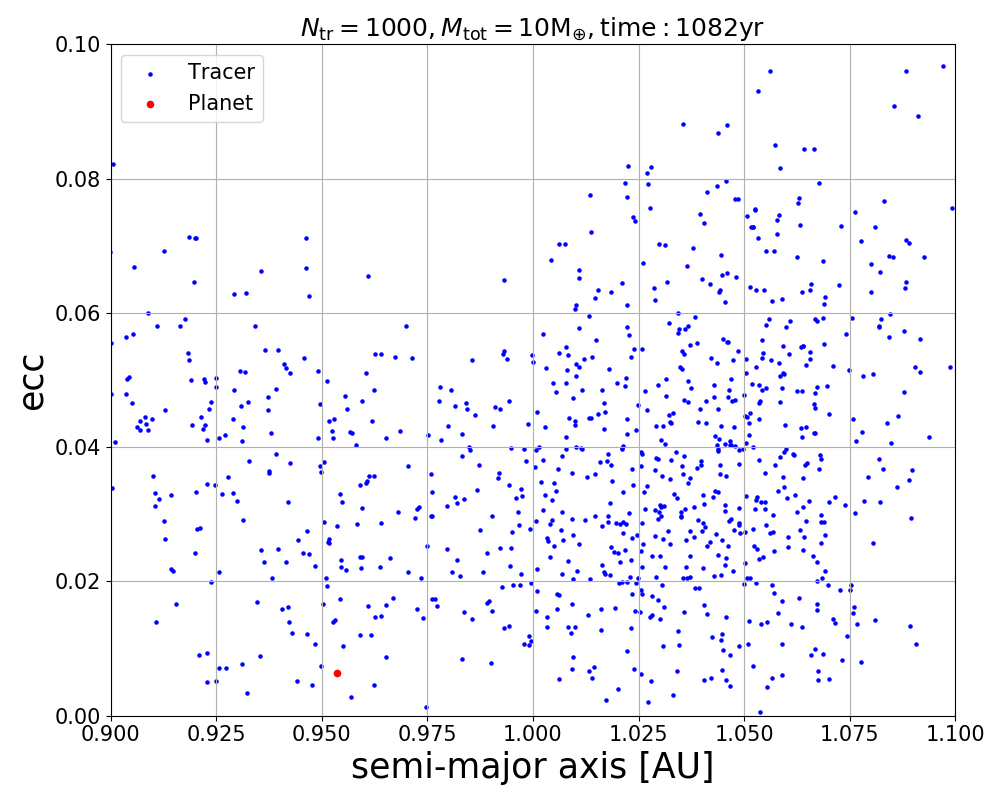 N_tr = 1000, M_tot = 10M_⊕, time : 1082yr
Tracer
Planet
0.10
0.08
0.06
0.04
0.02
0.00
ecc
0.900 0.925 0.950 0.975 1.000 1.025 1.050 1.075 1.100
semi-major axis [AU]